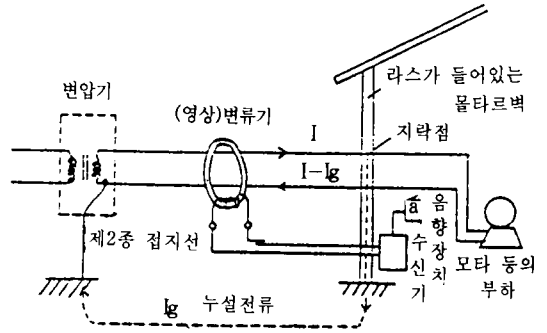 라스가 들어있는
몰타르벽
변압기
(영상)변류기
지락점
I
I-Ig
제2종 접지선
음향장치
수신기
모타 등의
부하
Ig 누설전류